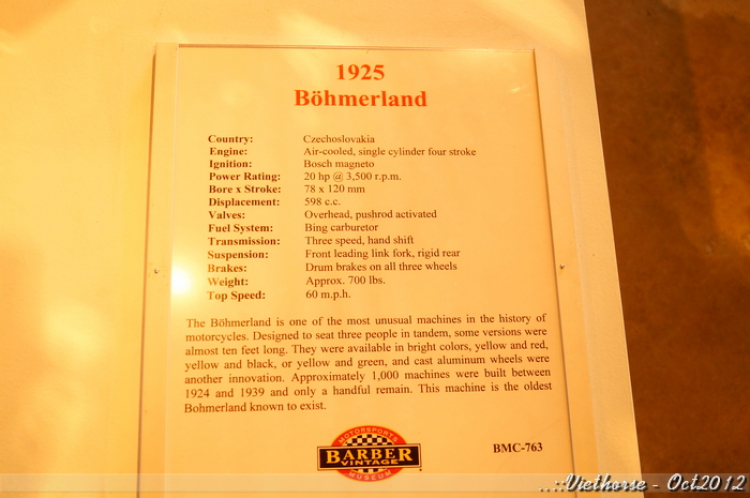 1925
Böhmerland
Country: Czechoslovakia
Engine: Air-cooled, single cylinder four stroke
Ignition: Bosch magneto
Power Rating: 20 hp @ 3,500 r.p.m.
Bore x Stroke: 78 x 120 mm
Displacement: 598 c.c.
Valves: Overhead, pushrod activated
Fuel System: Bing carburetor
Transmission: Three speed, hand shift
Suspension: Front leading link fork, rigid rear
Brakes: Drum brakes on all three wheels
Weight: Approx. 700 lbs.
Top Speed: 60 m.p.h.
The Böhmerland is one of the most unusual machines in the history of
motorcycles. Designed to seat three people in tandem, some versions were
almost ten feet long. They were available in bright colors, yellow and red,
yellow and black, or yellow and green, and cast aluminum wheels were
another innovation. Approximately 1,000 machines were built between
1924 and 1939 and only a handful remain. This machine is the oldest
Bohmerland known to exist.
MOTORSPORTS
BARBER
VINTAGE
MUSEUM
BMC-763
..::Viethorse - Oct2012